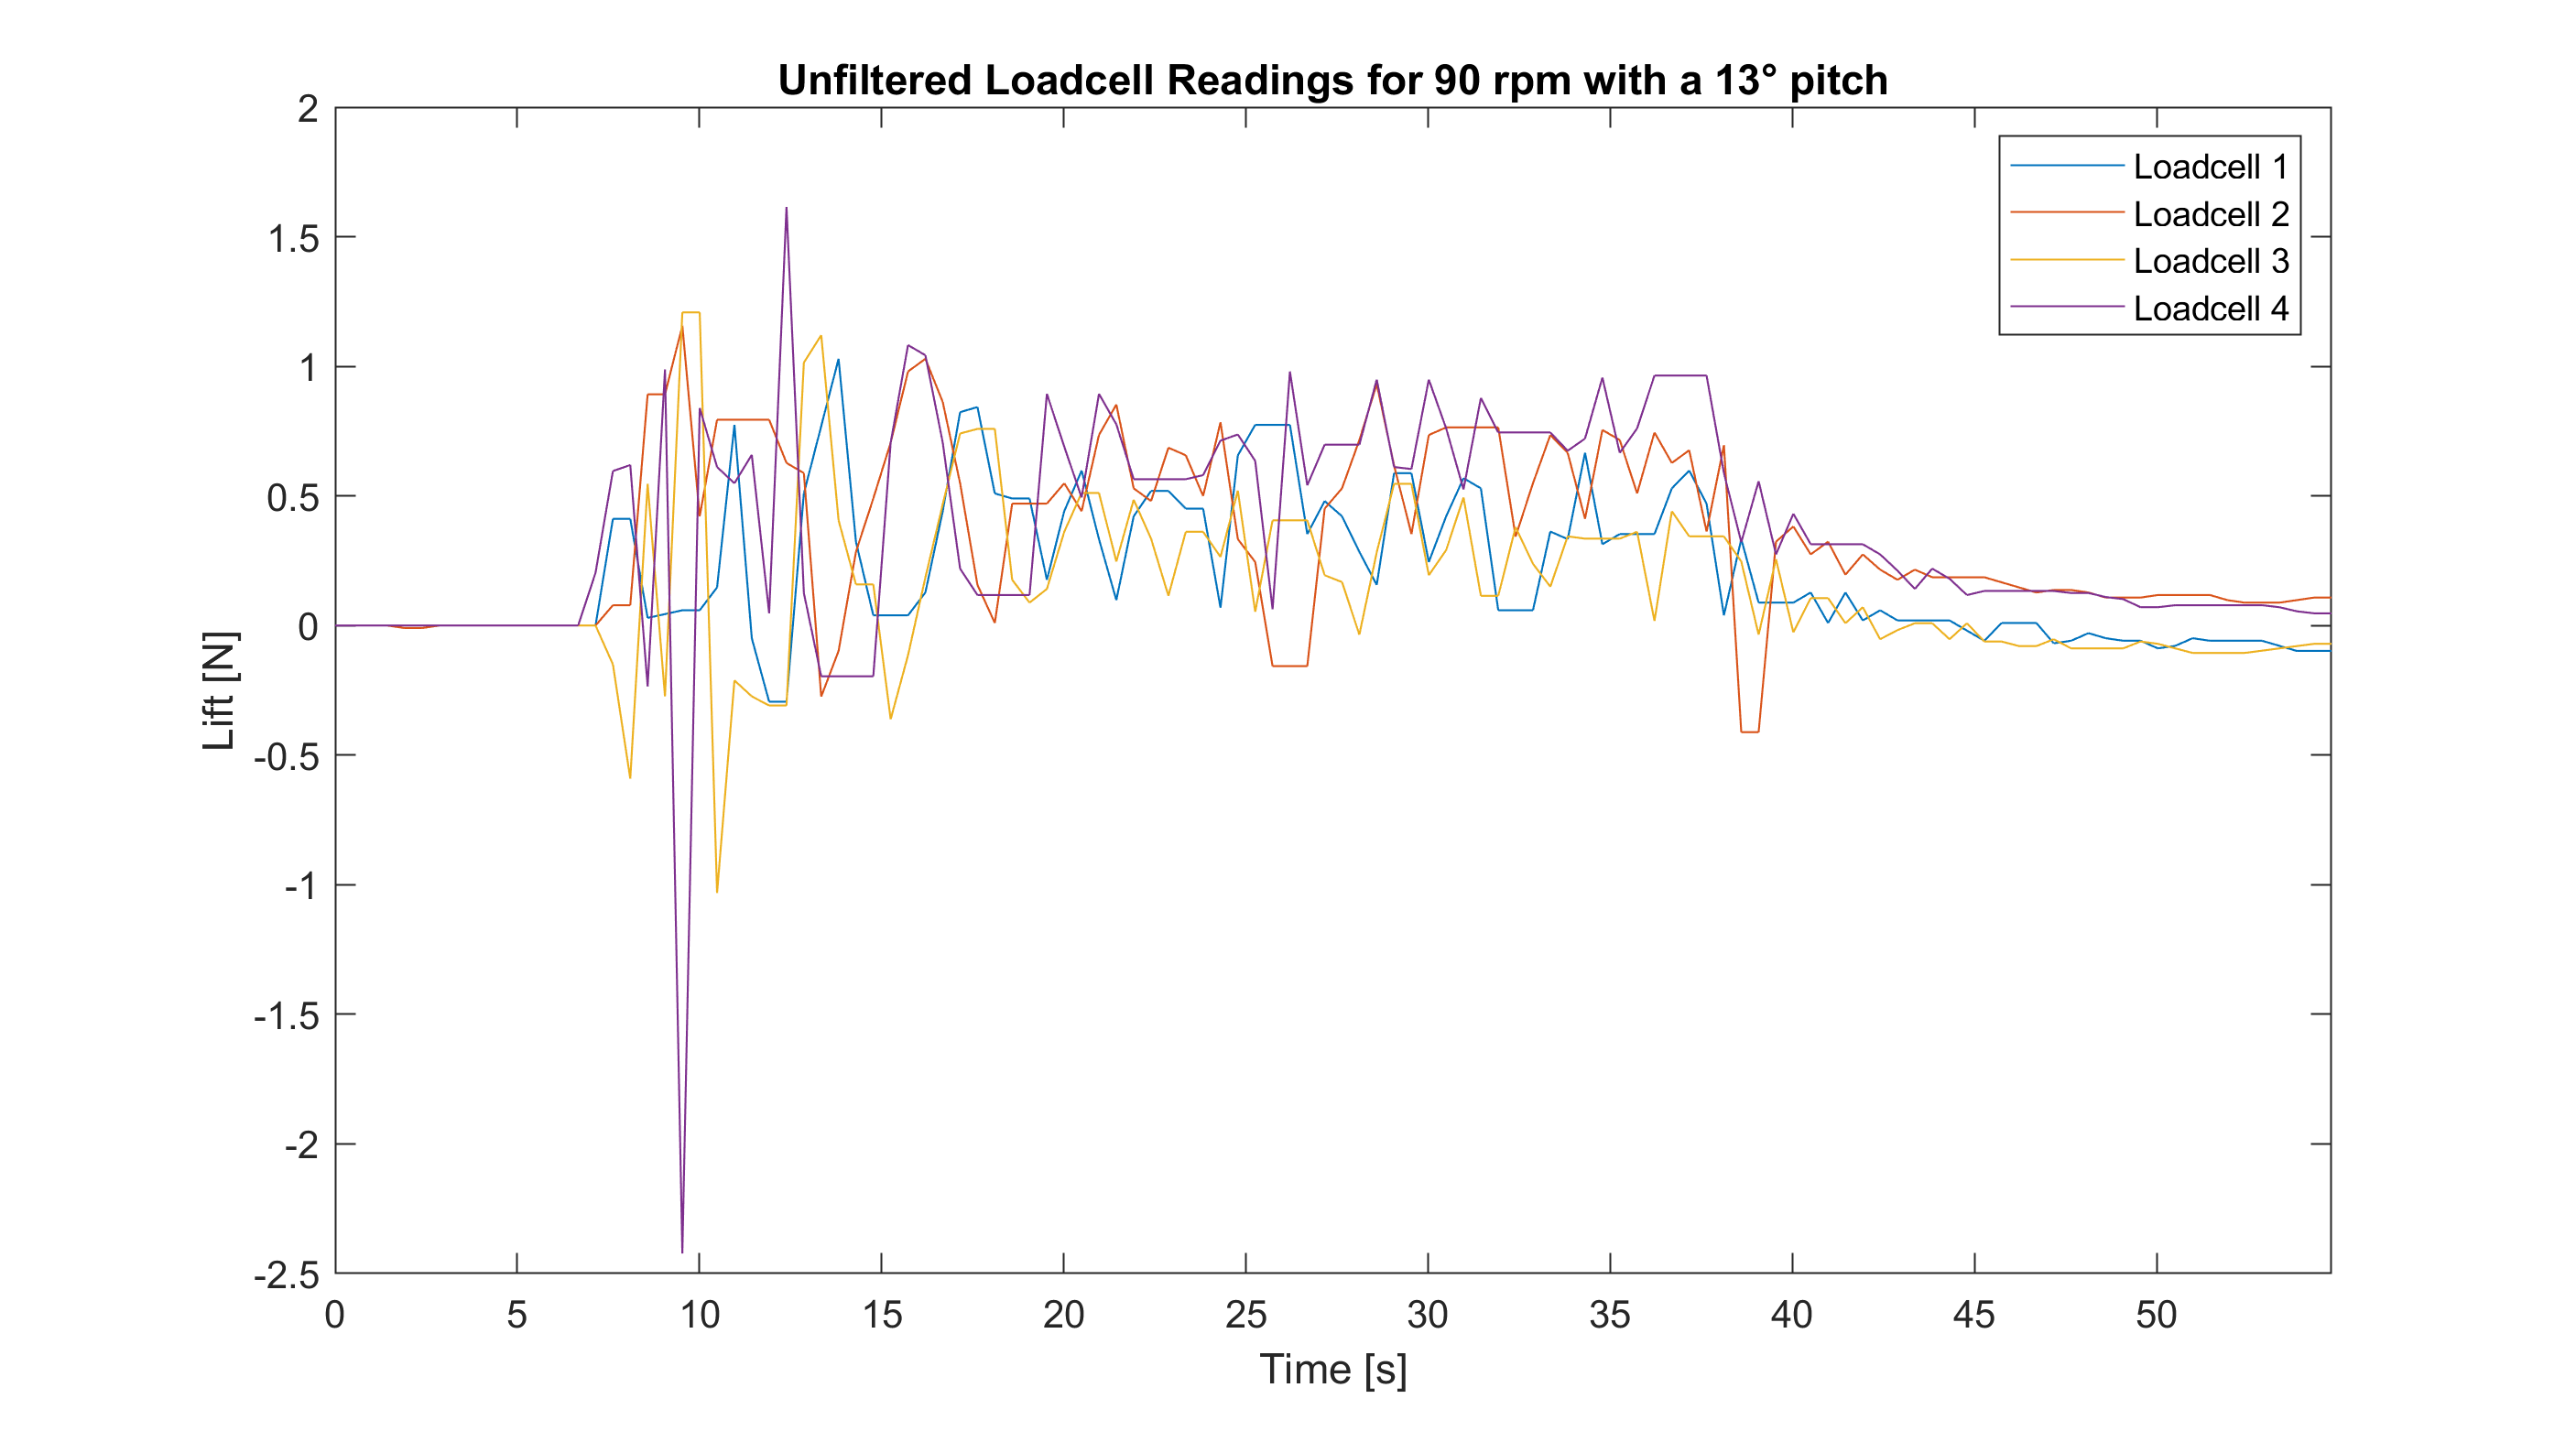 Unfiltered Loadcell Readings for 90 rpm with a 13° pitch
2
1.5
1
0.5
0
-0.5
-1
-1.5
-2
-2.5
Lift [N]
Loadcell 1
Loadcell 2
Loadcell 3
Loadcell 4
0 5 10 15 20 25 30 35 40 45 50
Time [s]